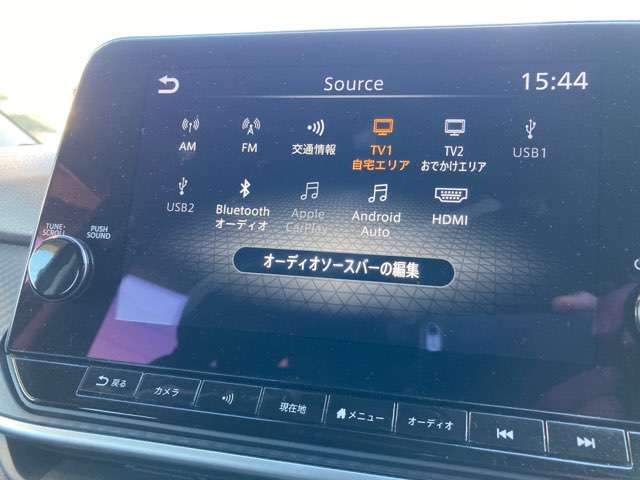 Source
15:44
AM
FM
交通情報
TV1
自宅エリア
TV2
おでかけエリア
USB1
USB2
Bluetooth
オーディオ
Apple
CarPlay
Android
Auto
HDMI
オーディオソースバーの編集
TUNE・
SCROLL
PUSH
SOUND
戻る
カメラ
現在地
メニュー
オーディオ